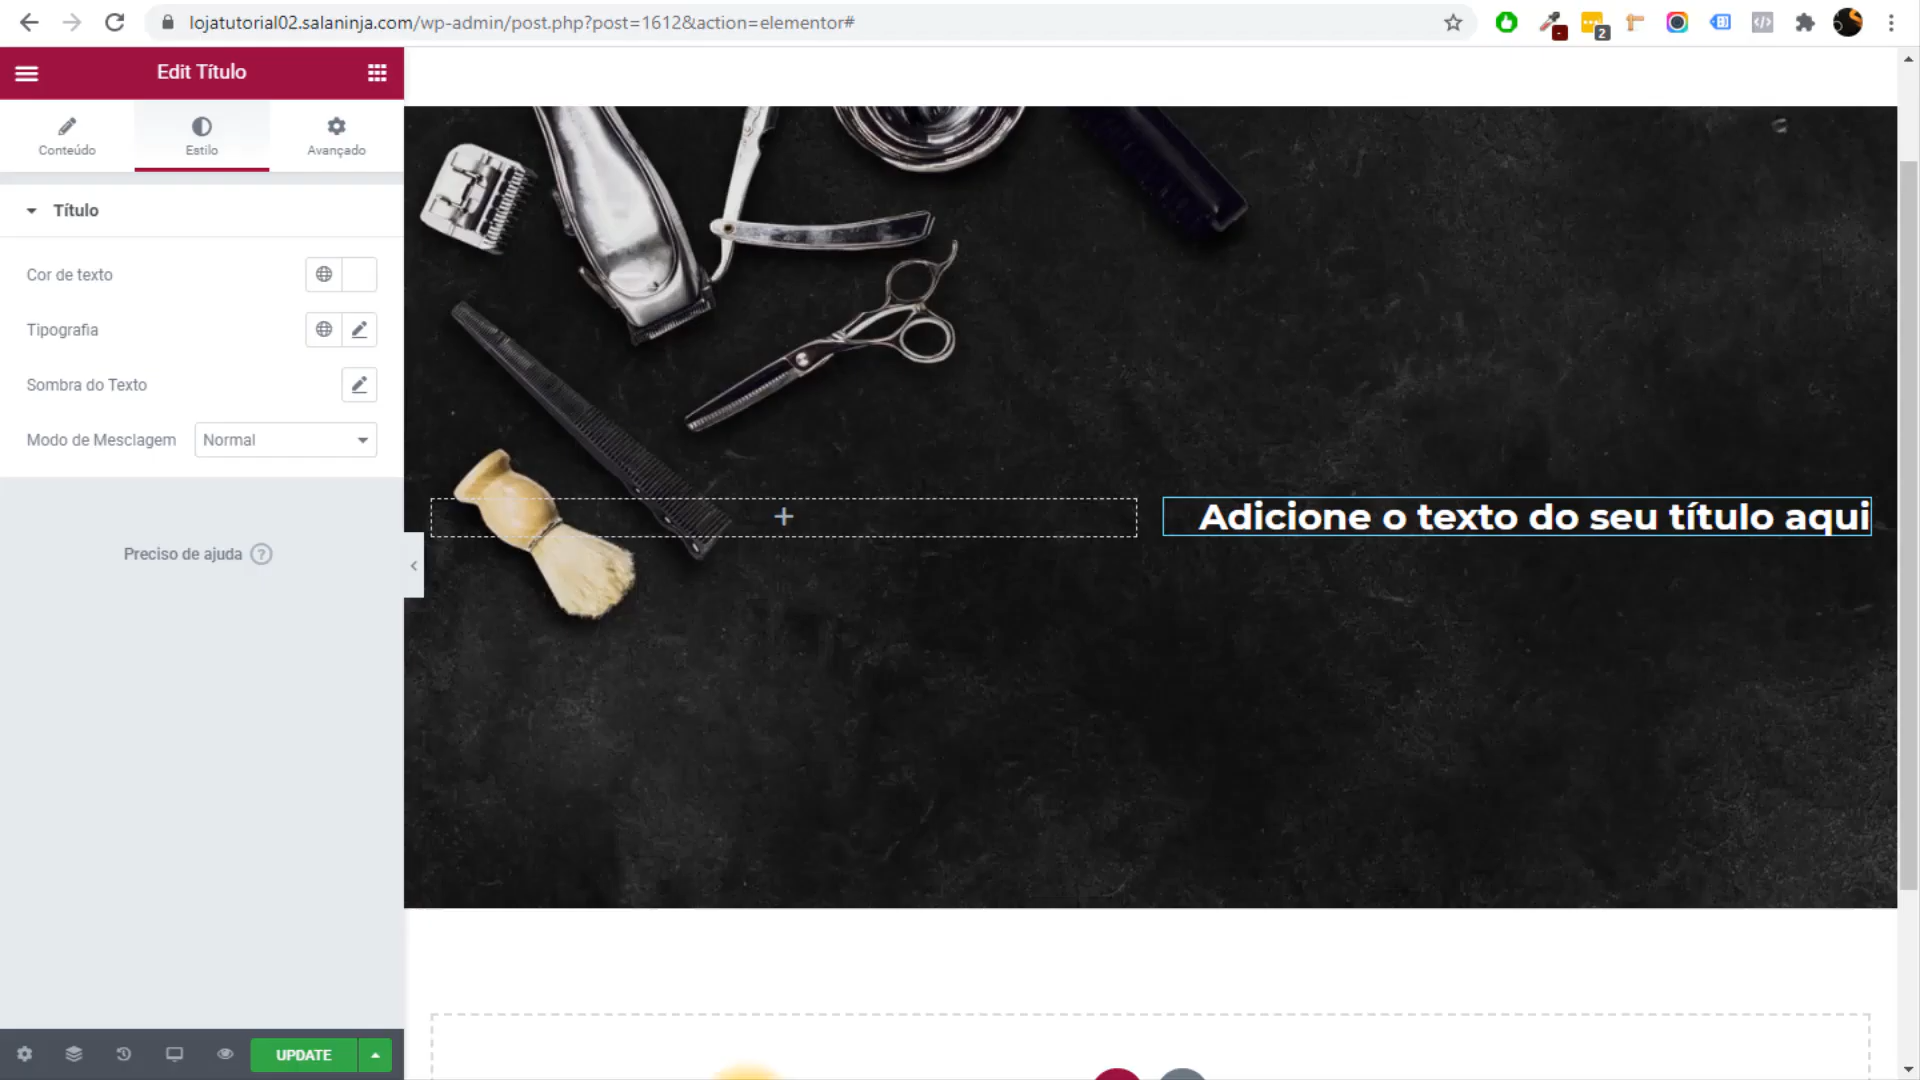 lojatutorial02.salaninja.com/wp-admin/post.php?post=1612&action=elementor#
2
Edit Título
Conteúdo
Estilo
Avançado
Título
Cor de texto
Tipografia
Sombra do Texto
Modo de Mesclagem
Normal
Preciso de ajuda ?
Adicione o texto do seu título aqui
UPDATE